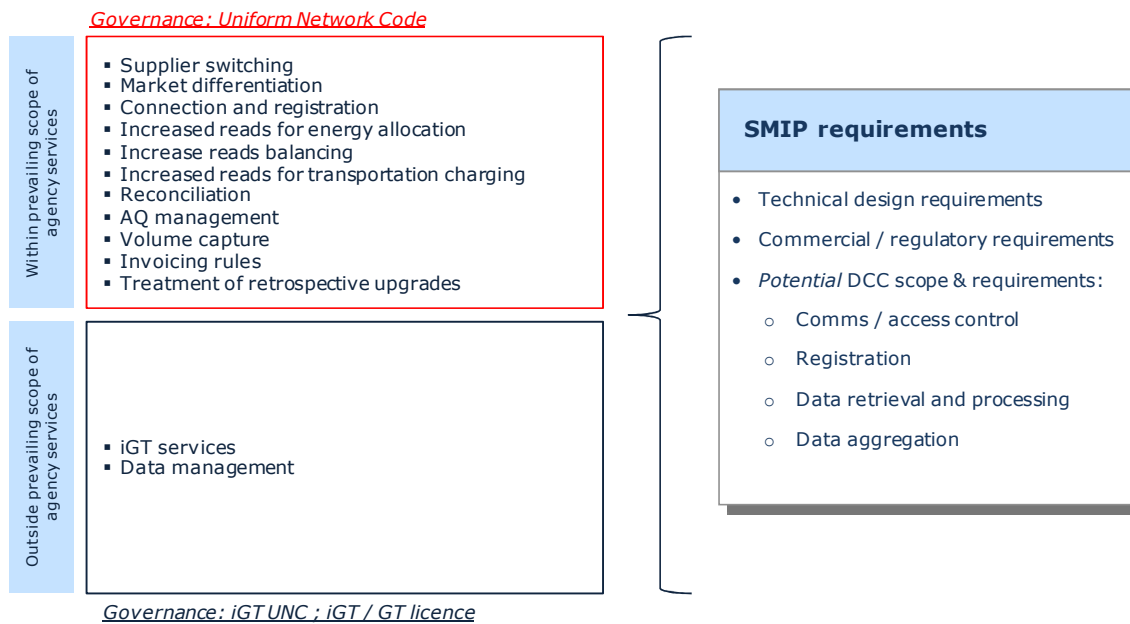 Governance: Uniform Network Code
Within prevailing scope of
agency services
▪ Supplier switching
▪ Market differentiation
▪ Connection and registration
▪ Increased reads for energy allocation
▪ Increase reads balancing
▪ Increased reads for transportation charging
▪ Reconciliation
▪ AQ management
▪ Volume capture
▪ Invoicing rules
▪ Treatment of retrospective upgrades
Outside prevailing scope of
agency services
▪ iGT services
▪ Data management
Governance: iGT UNC ; iGT / GT licence
SMIP requirements
• Technical design requirements
• Commercial / regulatory requirements
• Potential DCC scope & requirements:
o Comms / access control
o Registration
o Data retrieval and processing
o Data aggregation